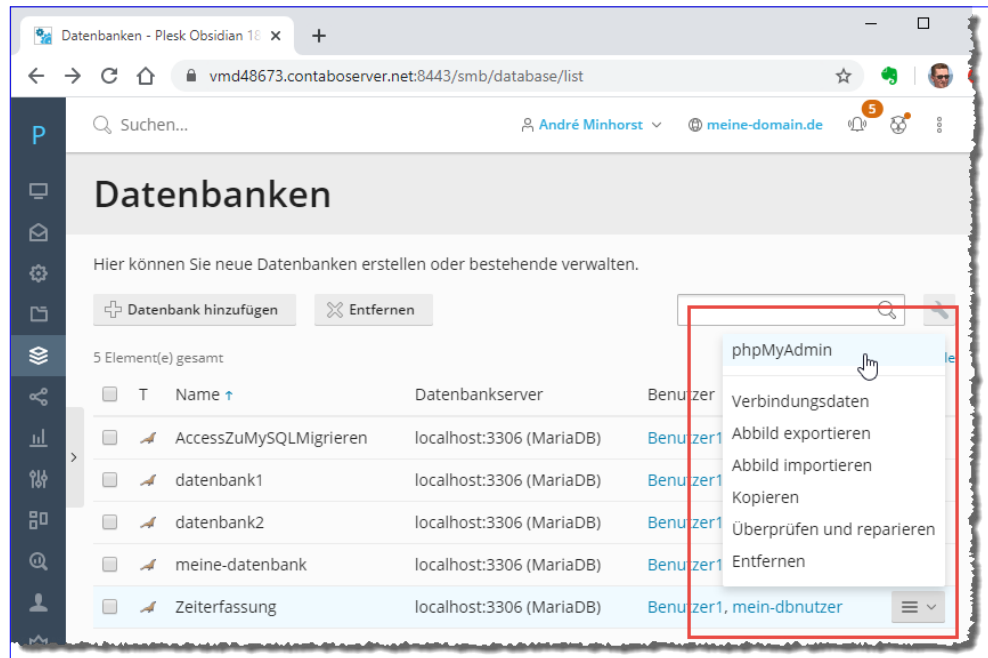 Datenbanken - Plesk Obsidian 18
vmd48673.contaboserver.net:8443/smb/database/list
P
Suchen...
André Minhorst
meine-domain.de
5
Datenbanken
Hier können Sie neue Datenbanken erstellen oder bestehende verwalten.
Datenbank hinzufügen
Entfernen
5 Element(e) gesamt
T Name ↑ Datenbankserver Benutzer
AccessZuMySQLMigrieren localhost:3306 (MariaDB) Benutzer1
datenbank1 localhost:3306 (MariaDB) Benutzer1
datenbank2 localhost:3306 (MariaDB) Benutzer1
meine-datenbank localhost:3306 (MariaDB) Benutzer1
Zeiterfassung localhost:3306 (MariaDB) Benutzer1, mein-dbnutzer
phpMyAdmin
Verbindungsdaten
Abbild exportieren
Abbild importieren
Kopieren
Überprüfen und reparieren
Entfernen